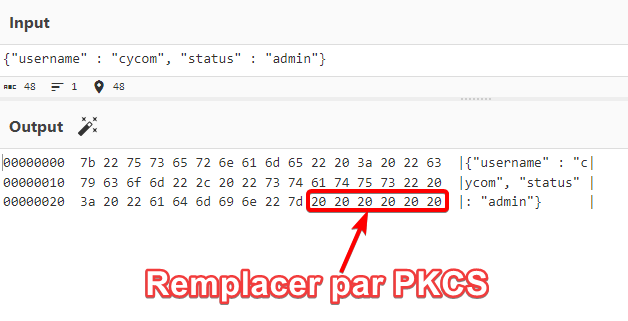 Input
{"username" : "cycom", "status" : "admin"}
ABC 48 1 48
Output
00000000 7b 22 75 73 65 72 6e 61 6d 65 22 20 3a 20 22 63 |{"username" : "c|
00000010 79 63 6f 6d 22 2c 20 22 73 74 61 74 75 73 22 20 |ycom", "status" |
00000020 3a 20 22 61 64 6d 69 6e 22 7d 20 20 20 20 20 20 |: "admin"}      |
Remplacer par PKCS